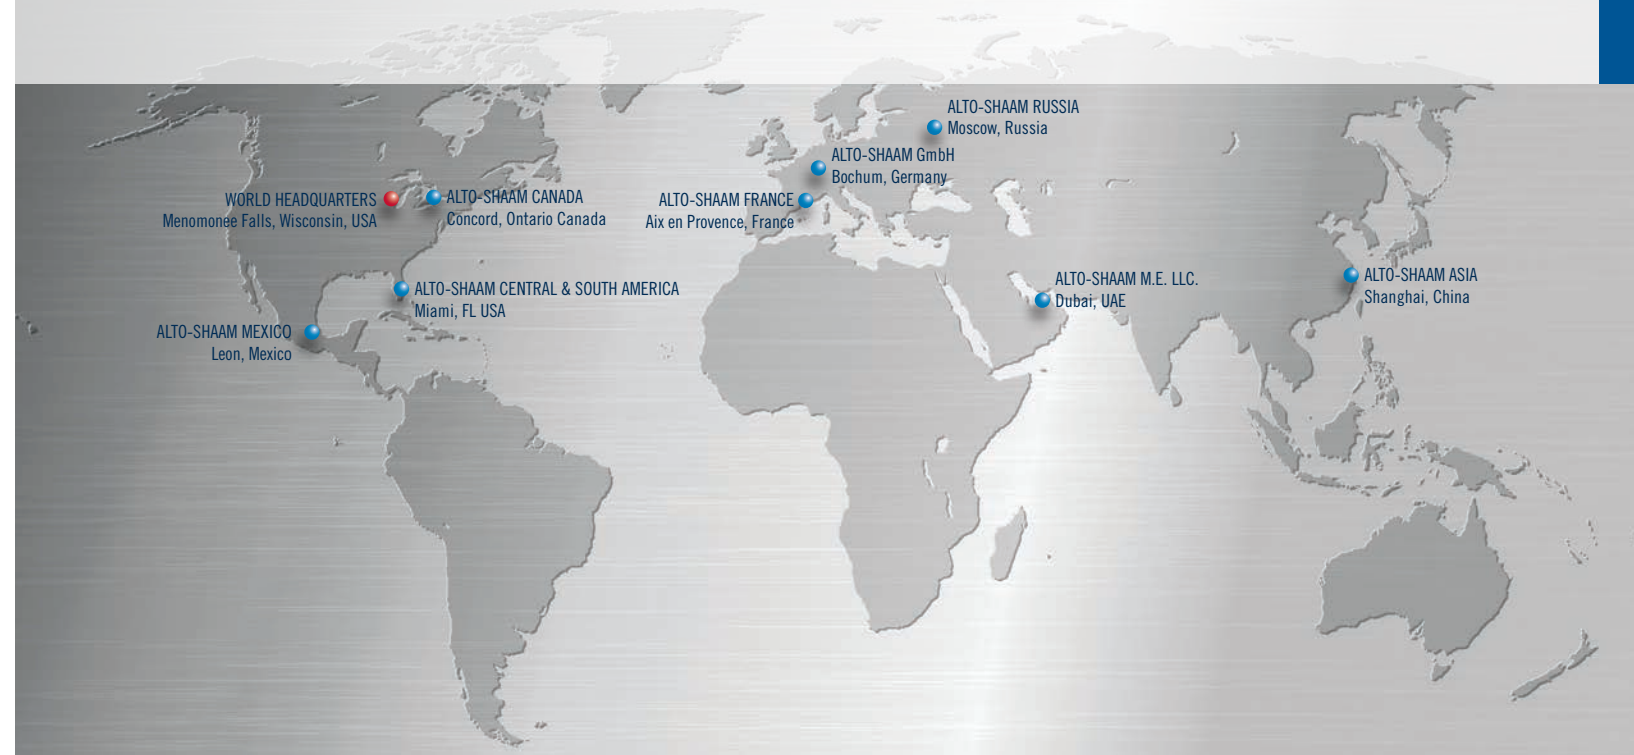 ALTO-SHAAM RUSSIA
Moscow, Russia
ALTO-SHAAM GmbH
Bochum, Germany
WORLD HEADQUARTERS
Menomonee Falls, Wisconsin, USA
ALTO-SHAAM CANADA
Concord, Ontario Canada
ALTO-SHAAM FRANCE
Aix en Provence, France
ALTO-SHAAM CENTRAL & SOUTH AMERICA
Miami, FL USA
ALTO-SHAAM M.E. LLC.
Dubai, UAE
ALTO-SHAAM ASIA
Shanghai, China
ALTO-SHAAM MEXICO
Leon, Mexico